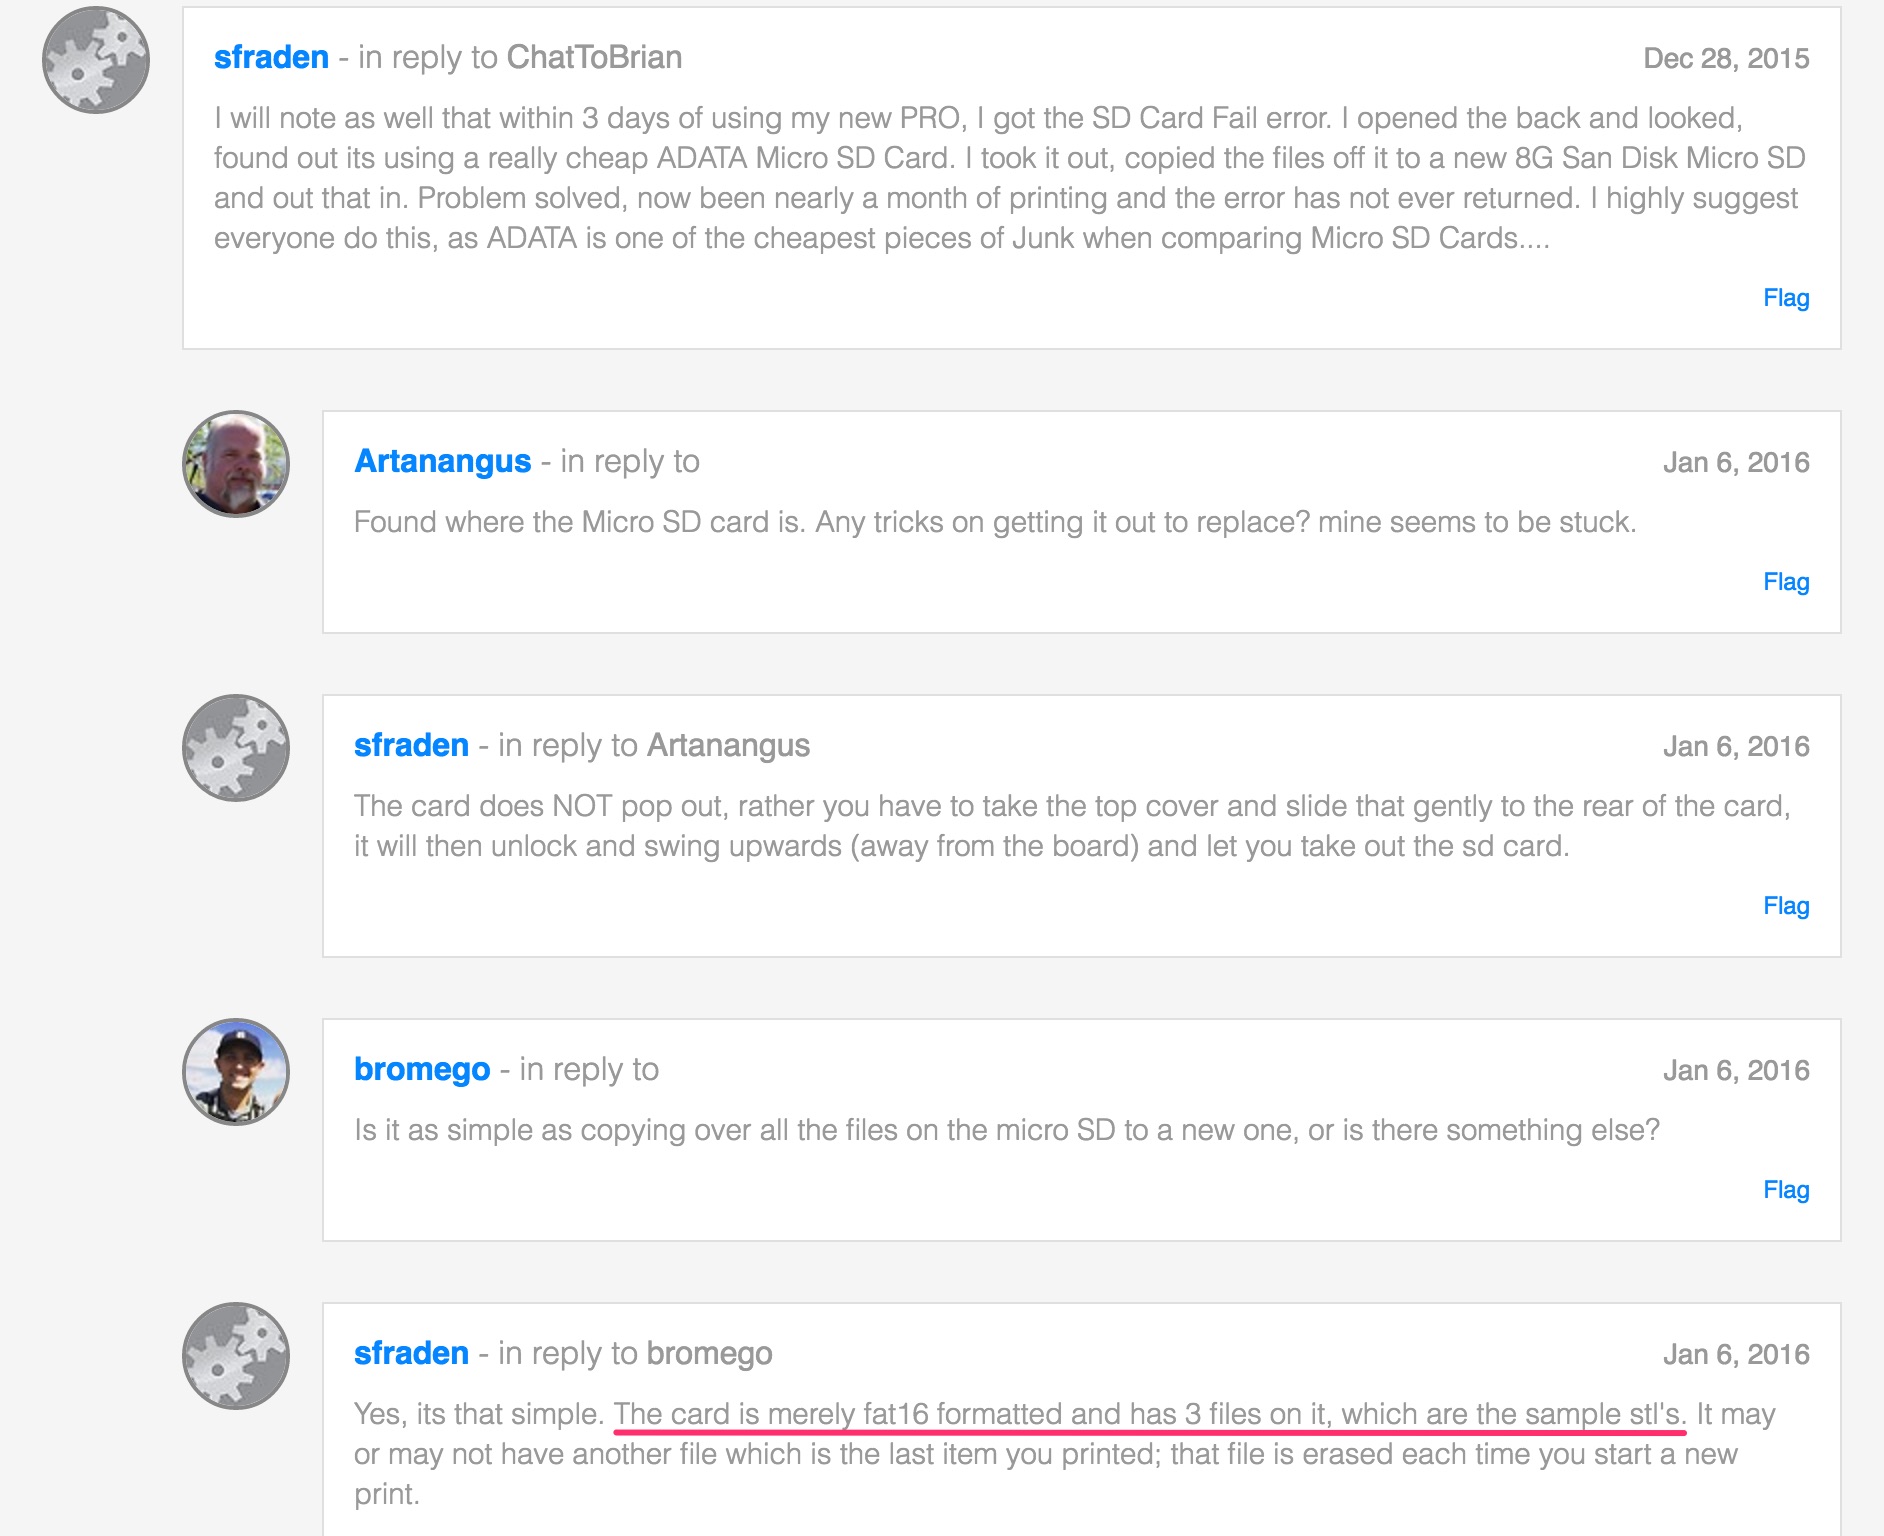 sfraden - in reply to ChatToBrian
Dec 28, 2015
I will note as well that within 3 days of using my new PRO, I got the SD Card Fail error. I opened the back and looked,
found out its using a really cheap ADATA Micro SD Card. I took it out, copied the files off it to a new 8G San Disk Micro SD
and out that in. Problem solved, now been nearly a month of printing and the error has not ever returned. I highly suggest
everyone do this, as ADATA is one of the cheapest pieces of Junk when comparing Micro SD Cards....
Flag
Artanangus - in reply to
Jan 6, 2016
Found where the Micro SD card is. Any tricks on getting it out to replace? mine seems to be stuck.
Flag
sfraden - in reply to Artanangus
Jan 6, 2016
The card does NOT pop out, rather you have to take the top cover and slide that gently to the rear of the card,
it will then unlock and swing upwards (away from the board) and let you take out the sd card.
Flag
bromego - in reply to
Jan 6, 2016
Is it as simple as copying over all the files on the micro SD to a new one, or is there something else?
Flag
sfraden - in reply to bromego
Jan 6, 2016
Yes, its that simple. The card is merely fat16 formatted and has 3 files on it, which are the sample stl's. It may
or may not have another file which is the last item you printed; that file is erased each time you start a new
print.